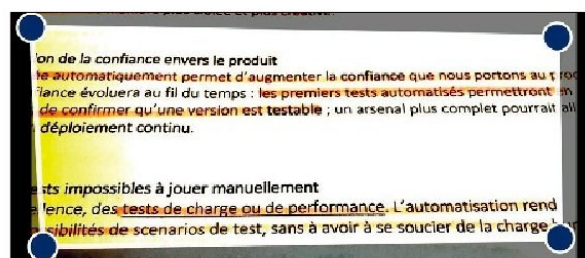 on de la confiance envers le produit
automatiquement permet d'augmenter la confiance que nous portons au
iance évoluera au fil du temps : les premiers tests automatisés permettront en
de confirmer qu'une version est testable ; un arsenal plus complet pourrait
déploiement continu.
sts impossibles à jouer manuellement
lence, des tests de charge ou de performance. L'automatisation rend
sibilités de scenarios de test, sans à avoir à se soucier de la charge